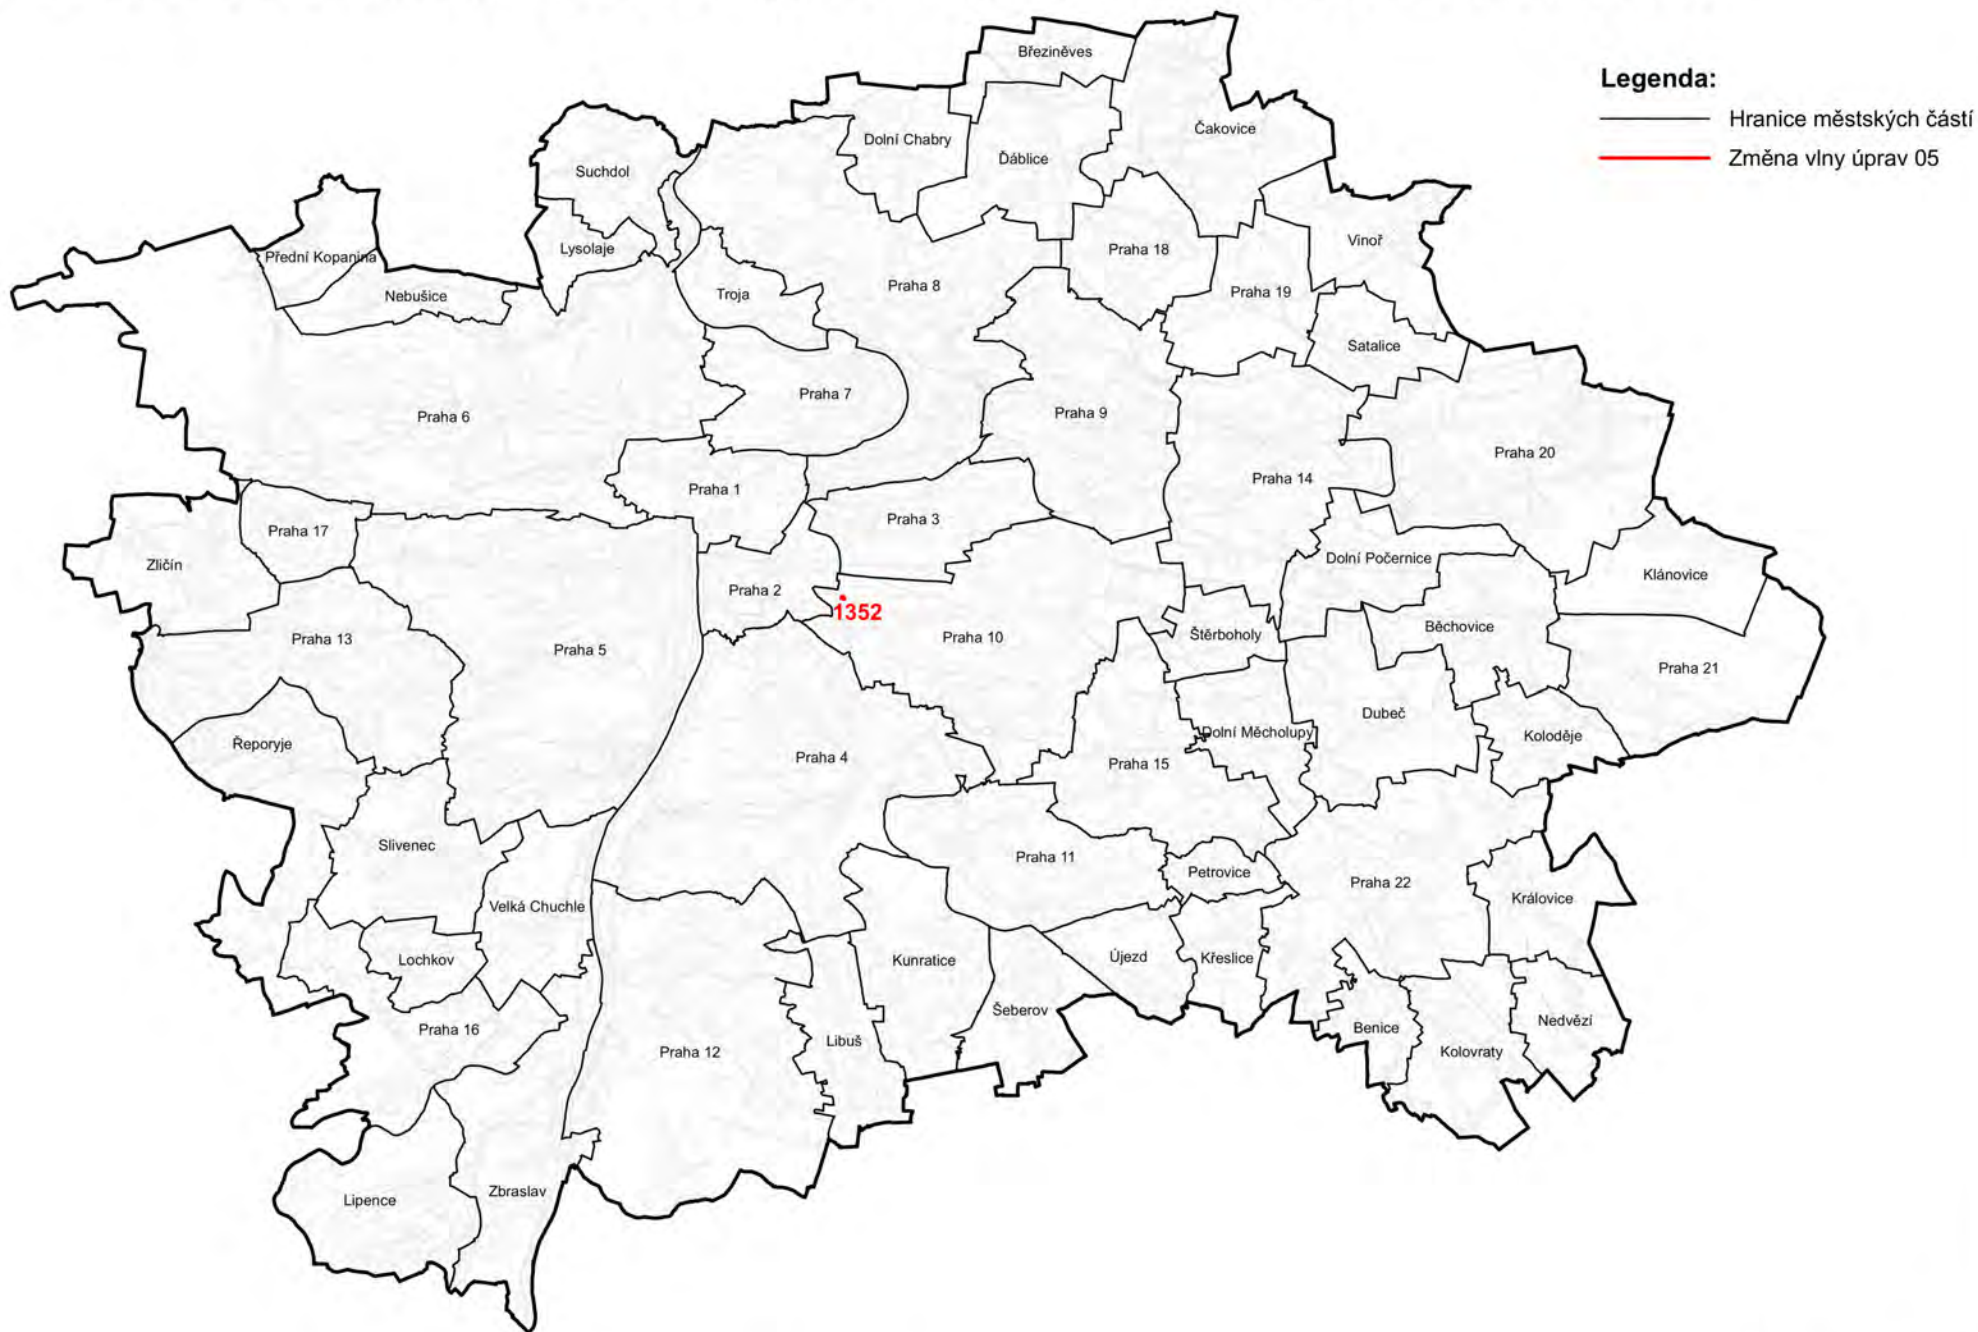 Legenda:
Hranice městských částí
Změna vlny úprav 05
Březiněves
Čakovice
Dolní Chabry
Ďáblice
Suchdol
Lysolaje
Přední Kopanina
Nebušice
Troja
Praha 8
Praha 18
Praha 19
Vinoř
Satalice
Praha 6
Praha 7
Praha 9
Praha 1
Praha 3
Praha 14
Praha 20
Praha 17
Zličín
Praha 2
1352
Dolní Počernice
Klánovice
Praha 13
Praha 5
Praha 10
Štěrboholy
Běchovice
Praha 21
Řeporyje
Praha 4
Praha 15
Dolní Měcholupy
Dubeč
Koloděje
Slivenec
Praha 11
Petrovice
Praha 22
Královice
Velká Chuchle
Lochkov
Kunratice
Újezd
Křeslice
Šeberov
Praha 16
Praha 12
Libuš
Benice
Kolovraty
Nedvězí
Lipence
Zbraslav